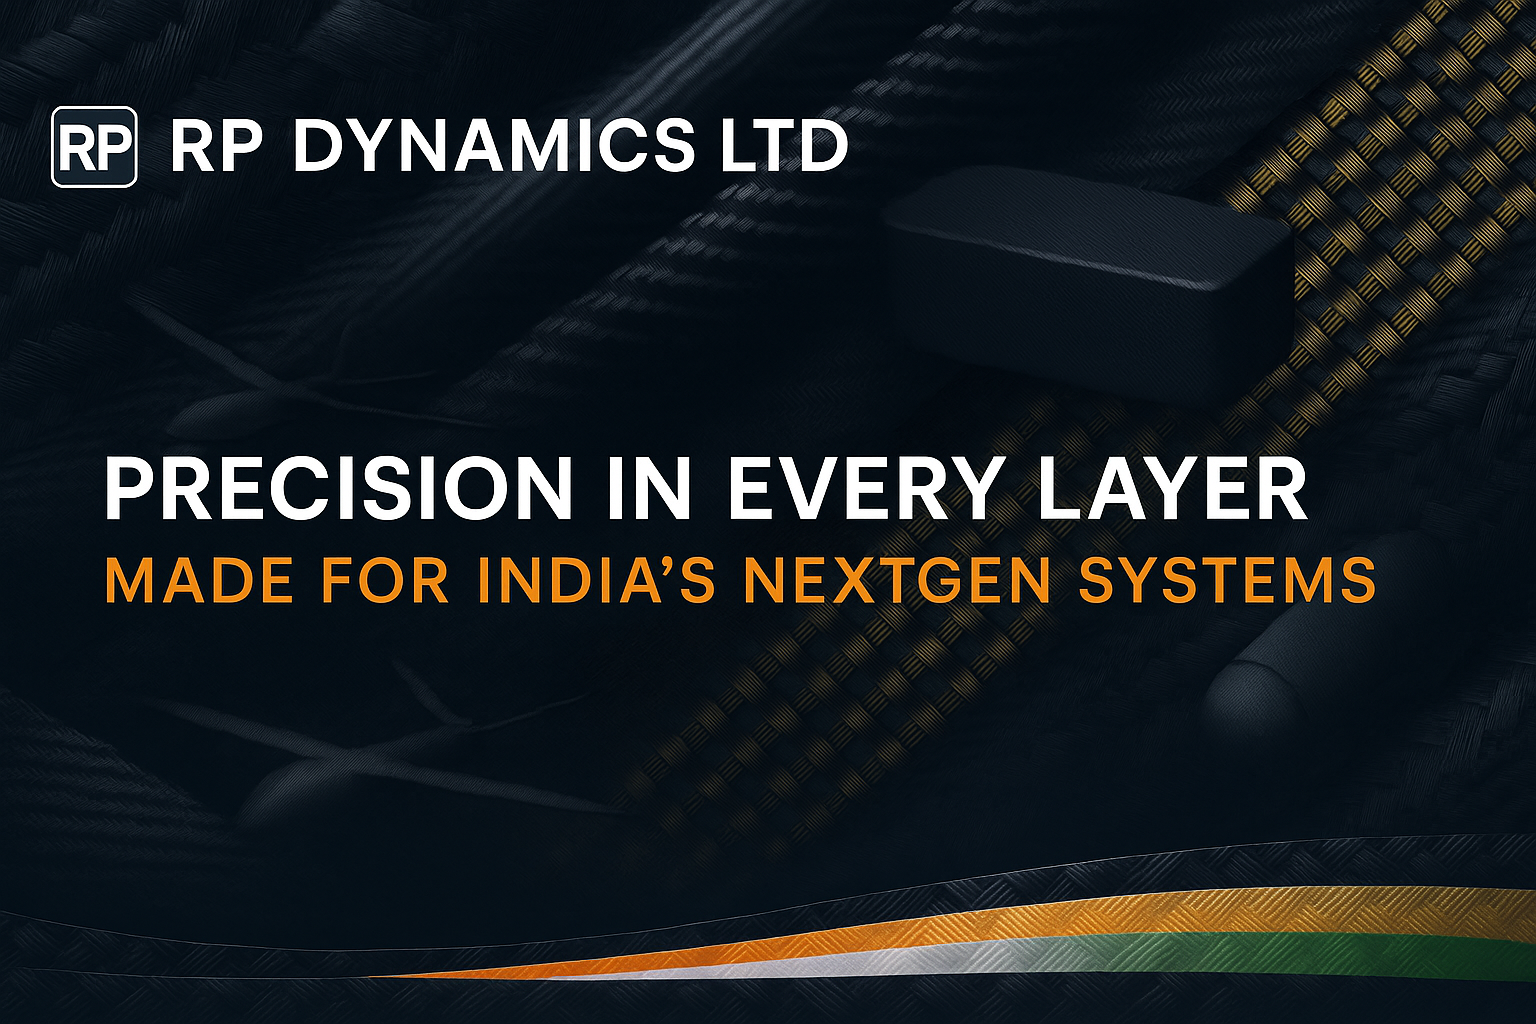 RP RP DYNAMICS LTD
PRECISION IN EVERY LAYER
MADE FOR INDIA’S NEXTGEN SYSTEMS